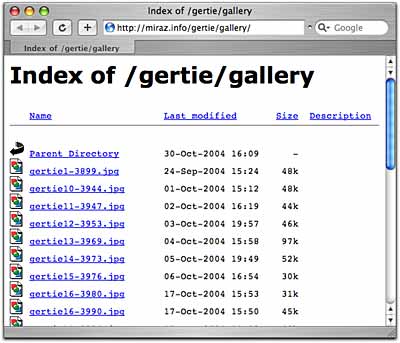 Index of /gertie/gallery
http://miraz.info/gertie/gallery/
Google
Index of /gertie/gallery
Index of /gertie/gallery
Name Last modified Size Description
Parent Directory 30-Oct-2004 16:09 -
gertie1-3899.jpg 24-Sep-2004 15:24 48k
gertie10-3944.jpg 01-Oct-2004 15:12 48k
gertie11-3947.jpg 02-Oct-2004 16:19 44k
gertie12-3953.jpg 03-Oct-2004 19:57 46k
gertie13-3969.jpg 04-Oct-2004 15:58 97k
gertie14-3973.jpg 05-Oct-2004 19:49 52k
gertie15-3976.jpg 06-Oct-2004 16:54 30k
gertie16-3980.jpg 17-Oct-2004 15:53 31k
gertie16-3990.jpg 17-Oct-2004 15:50 45k